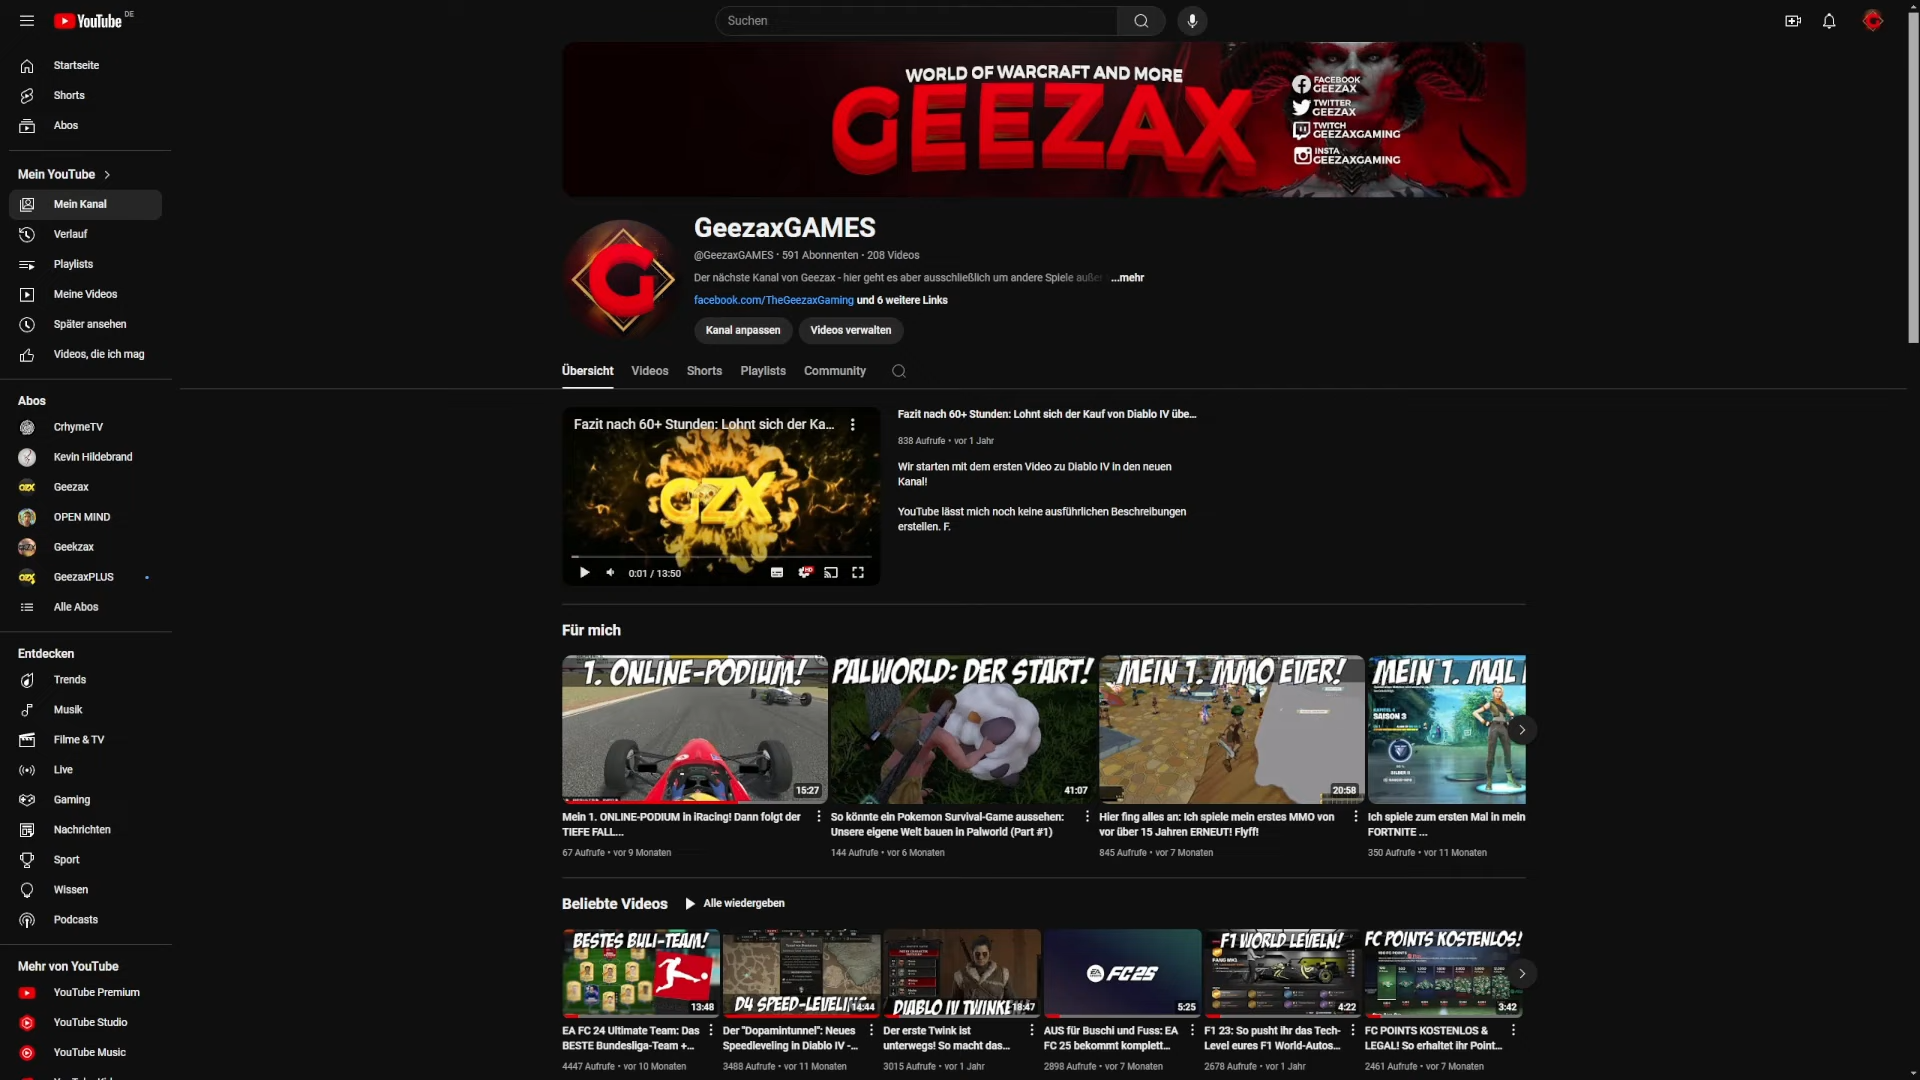 YouTube DE
Suchen
Startseite
Shorts
Abos
Mein YouTube
Mein Kanal
Verlauf
Playlists
Meine Videos
Später ansehen
Videos, die ich mag
Abos
CrhymeTV
Kevin Hildebrand
Geezax
OPEN MIND
Geekzax
GeezaxPLUS
Alle Abos
Entdecken
Trends
Musik
Filme & TV
Live
Gaming
Nachrichten
Sport
Wissen
Podcasts
Mehr von YouTube
YouTube Premium
YouTube Studio
YouTube Music
WORLD OF WARCRAFT AND MORE
GEEZAX
FACEBOOK
GEEZAX
TWITTER
GEEZAX
TWITCH
GEEZAXGAMING
INSTA
GEEZAXGAMING
GeezaxGAMES
@GeezaxGAMES • 591 Abonnenten • 208 Videos
Der nächste Kanal von Geezax - hier geht es aber ausschließlich um andere Spiele außer ...mehr
facebook.com/TheGeezaxGaming und 6 weitere Links
Kanal anpassen
Videos verwalten
Übersicht
Videos
Shorts
Playlists
Community
Fazit nach 60+ Stunden: Lohnt sich der Ka...
GZX
0:01 / 13:50
HD
Fazit nach 60+ Stunden: Lohnt sich der Kauf von Diablo IV übe...
838 Aufrufe • vor 1 Jahr
Wir starten mit dem ersten Video zu Diablo IV in den neuen
Kanal!
YouTube lässt mich noch keine ausführlichen Beschreibungen
erstellen. F.
Für mich
1. ONLINE-PODIUM!
15:27
Mein 1. ONLINE-PODIUM in iRacing! Dann folgt der
TIEFE FALL...
67 Aufrufe • vor 9 Monaten
PALWORLD: DER START!
41:07
So könnte ein Pokemon Survival-Game aussehen:
Unsere eigene Welt bauen in Palworld (Part #1)
144 Aufrufe • vor 6 Monaten
MEIN 1. MMO EVER!
20:58
Hier fing alles an: Ich spiele mein erstes MMO von
vor über 15 Jahren ERNEUT! Flyff!
845 Aufrufe • vor 7 Monaten
MEIN 1. MAL
SAISON 3
Ich spiele zum ersten Mal in mein
FORTNITE ...
350 Aufrufe • vor 11 Monaten
Beliebte Videos
Alle wiedergeben
BESTES BULI-TEAM!
13:48
EA FC 24 Ultimate Team: Das
BESTE Bundesliga-Team +...
4447 Aufrufe • vor 10 Monaten
D4 SPEED-LEVELING
14:44
Der "Dopamintunnel": Neues
Speedleveling in Diablo IV -...
3488 Aufrufe • vor 11 Monaten
DIABLO IV TWINKE
18:47
Der erste Twink ist
unterwegs! So macht das...
3015 Aufrufe • vor 1 Jahr
EA FC25
5:25
AUS für Buschi und Fuss: EA
FC 25 bekommt komplett...
2898 Aufrufe • vor 7 Monaten
F1 WORLD LEVELN!
4:22
F1 23: So pusht ihr das Tech-
Level eures F1 World-Autos...
2678 Aufrufe • vor 1 Jahr
FC POINTS KOSTENLOS!
3:42
FC POINTS KOSTENLOS &
LEGAL! So erhaltet ihr Point...
2461 Aufrufe • vor 7 Monaten